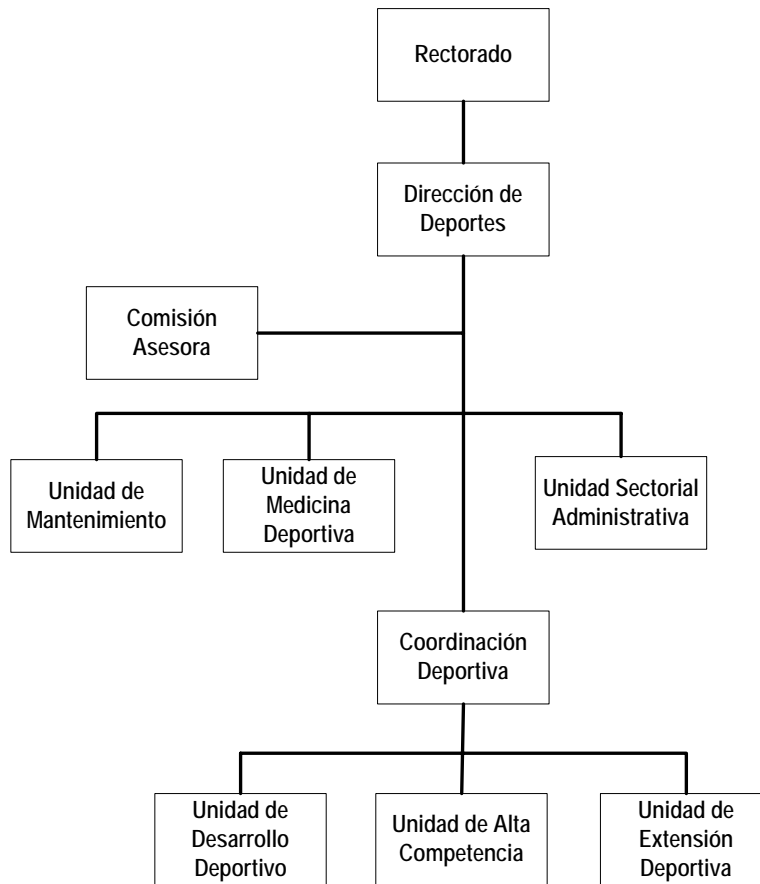 Rectorado
Dirección de
Deportes
Comisión
Asesora
Unidad de
Mantenimiento
Unidad de
Medicina
Deportiva
Unidad Sectorial
Administrativa
Coordinación
Deportiva
Unidad de
Desarrollo
Deportivo
Unidad de Alta
Competencia
Unidad de
Extensión
Deportiva